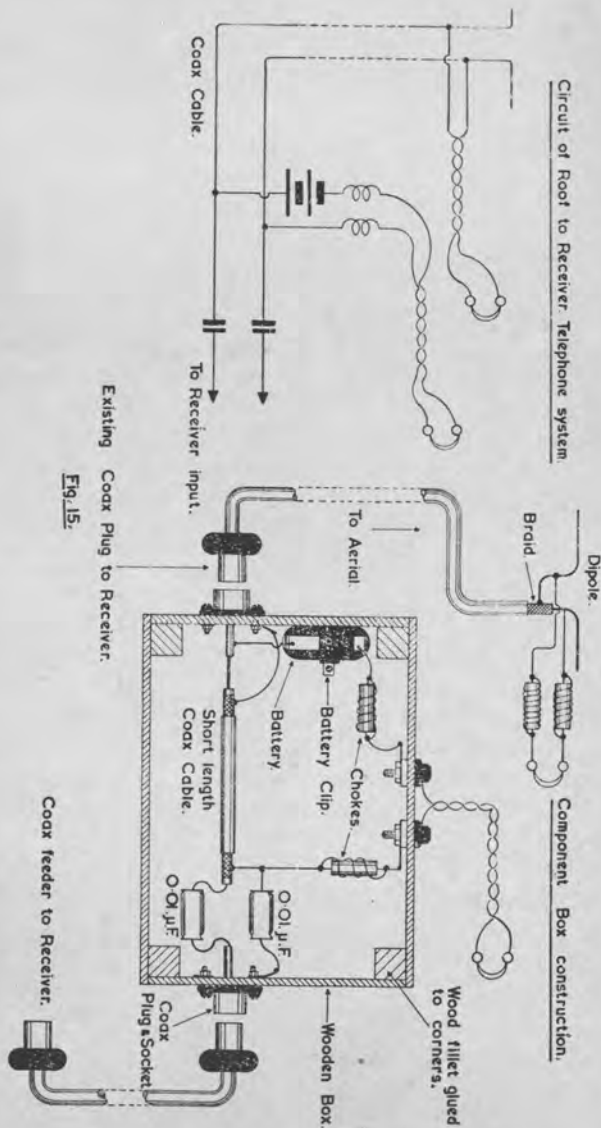 Circuit of Roof to Receiver Telephone system.
Coax Cable.
To Receiver input.
Existing Coax Plug to Receiver.
Fig. 15.
Component Box construction.
Dipole.
Braid
To Aerial.
Battery.
Battery Clip.
Chokes.
Short length
Coax Cable.
0·01. µ.F
0·01. µ.F
Wood fillet glued
to corners.
Wooden Box.
Coax
Plug & Socket
Coax feeder to Receiver.